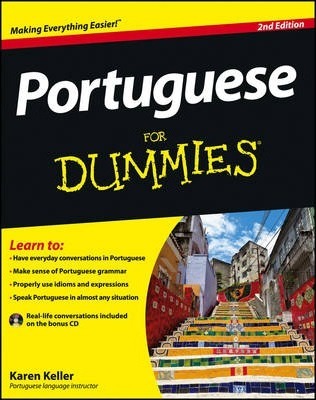 Making Everything Easier!™
2nd Edition
Portuguese
FOR
DUMMIES®
Learn to:
• Have everyday conversations in Portuguese
• Make sense of Portuguese grammar
• Properly use idioms and expressions
• Speak Portuguese in almost any situation
Real-life conversations included
on the bonus CD
Karen Keller
Portuguese language instructor